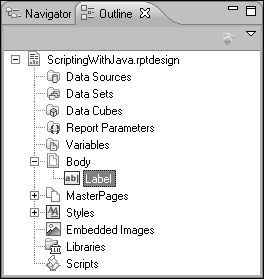 Navigator Outline
ScriptingWithJava.rptdesign
Data Sources
Data Sets
Data Cubes
Report Parameters
Variables
Body
ab Label
MasterPages
Styles
Embedded Images
Libraries
Scripts